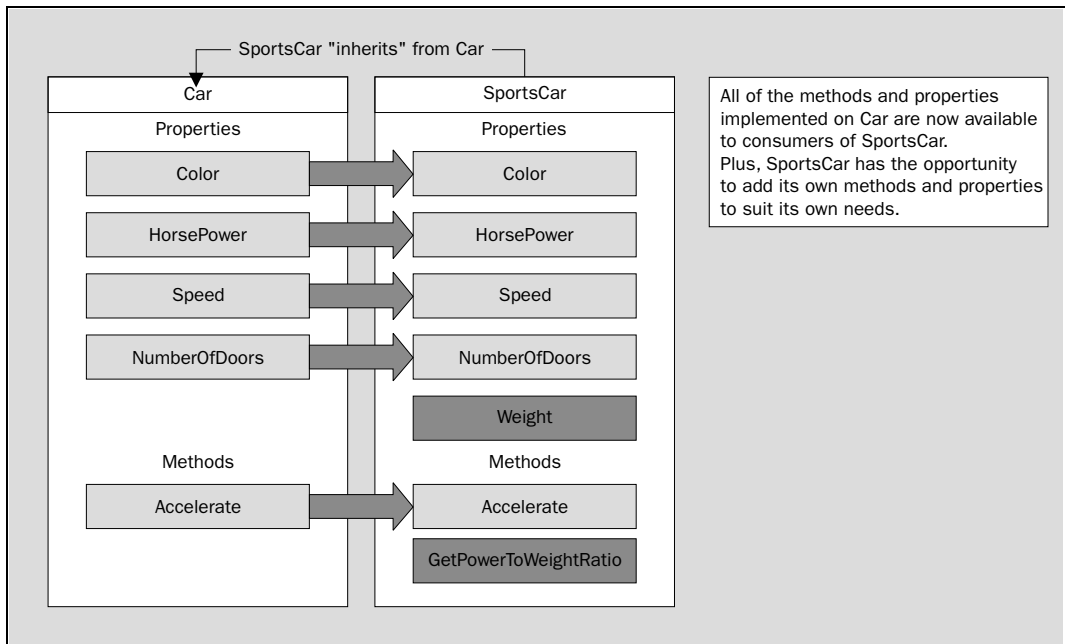 SportsCar "inherits" from Car
Car
Properties
Color
HorsePower
Speed
NumberOfDoors
Methods
Accelerate
SportsCar
Properties
Color
HorsePower
Speed
NumberOfDoors
Weight
Methods
Accelerate
GetPowerToWeightRatio
All of the methods and properties
implemented on Car are now available
to consumers of SportsCar.
Plus, SportsCar has the opportunity
to add its own methods and properties
to suit its own needs.